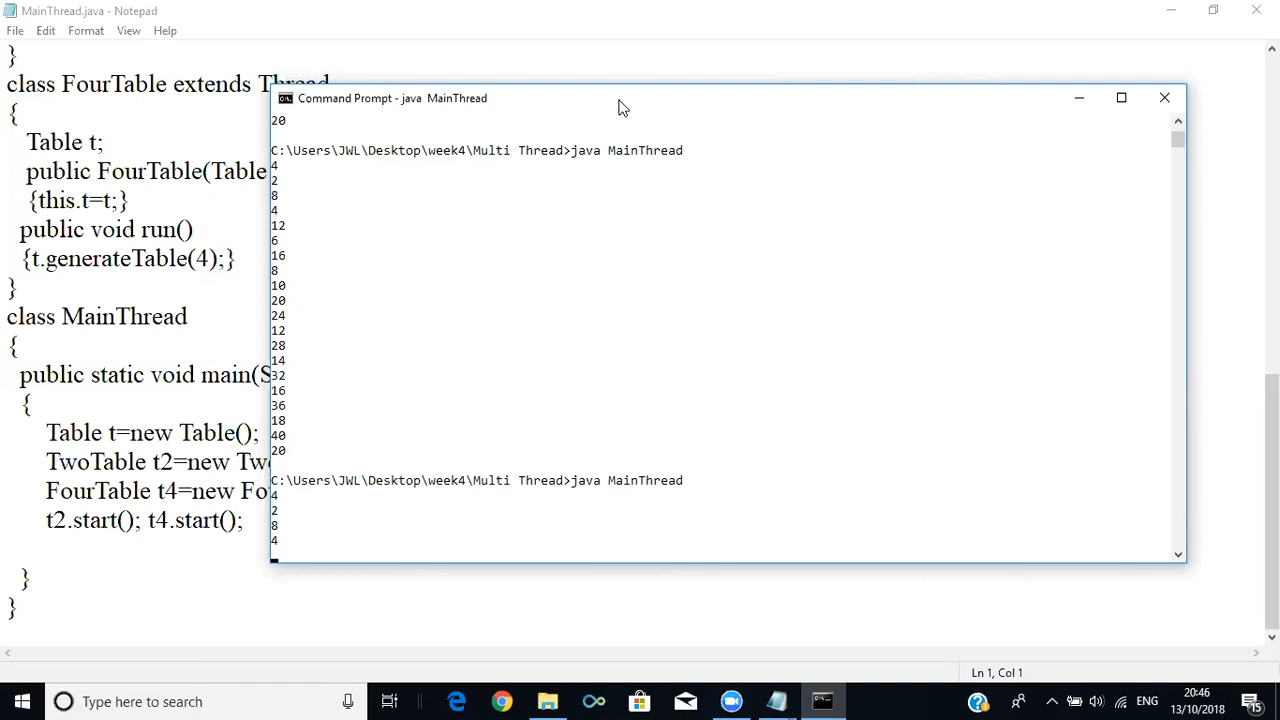 MainThread.java - Notepad
File Edit Format View Help
}
class FourTable extends Thread
{
Table t;
public FourTable(Table
{this.t=t;}
public void run()
{t.generateTable(4);}
}
class MainThread
{
public static void main(S
{
Table t=new Table();
TwoTable t2=new Two
FourTable t4=new Fo
t2.start(); t4.start();
}
}
Command Prompt - java MainThread
20
C:\Users\JWL\Desktop\week4\Multi Thread>java MainThread
4
2
8
4
12
6
16
8
10
20
24
12
28
14
32
16
36
18
40
20
C:\Users\JWL\Desktop\week4\Multi Thread>java MainThread
4
2
8
4
Ln 1, Col 1
Type here to search
ENG
20:46
13/10/2018
15